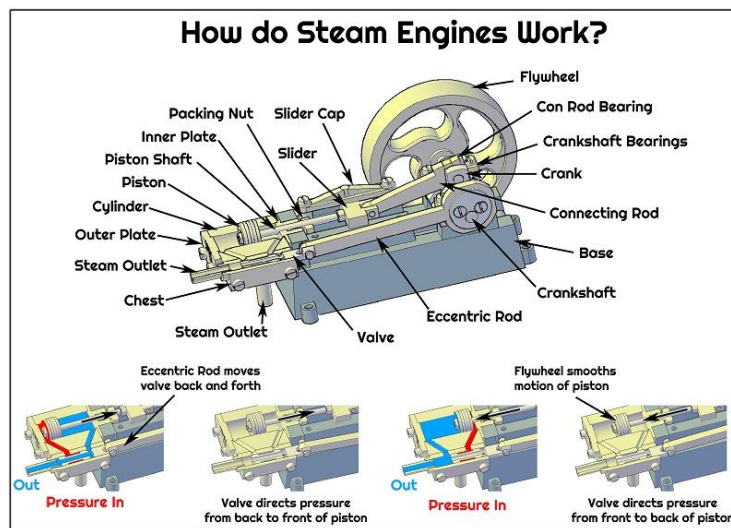 How do Steam Engines Work?
Flywheel
Packing Nut
Slider Cap
Con Rod Bearing
Inner Plate
Slider
Crankshaft Bearings
Piston Shaft
Crank
Piston
Cylinder
Connecting Rod
Outer Plate
Base
Steam Outlet
Chest
Crankshaft
Steam Outlet
Valve
Eccentric Rod
Eccentric Rod moves
valve back and forth
Flywheel smooths
motion of piston
Out
Pressure In
Valve directs pressure
from back to front of piston
Out
Pressure In
Valve directs pressure
from front to back of piston